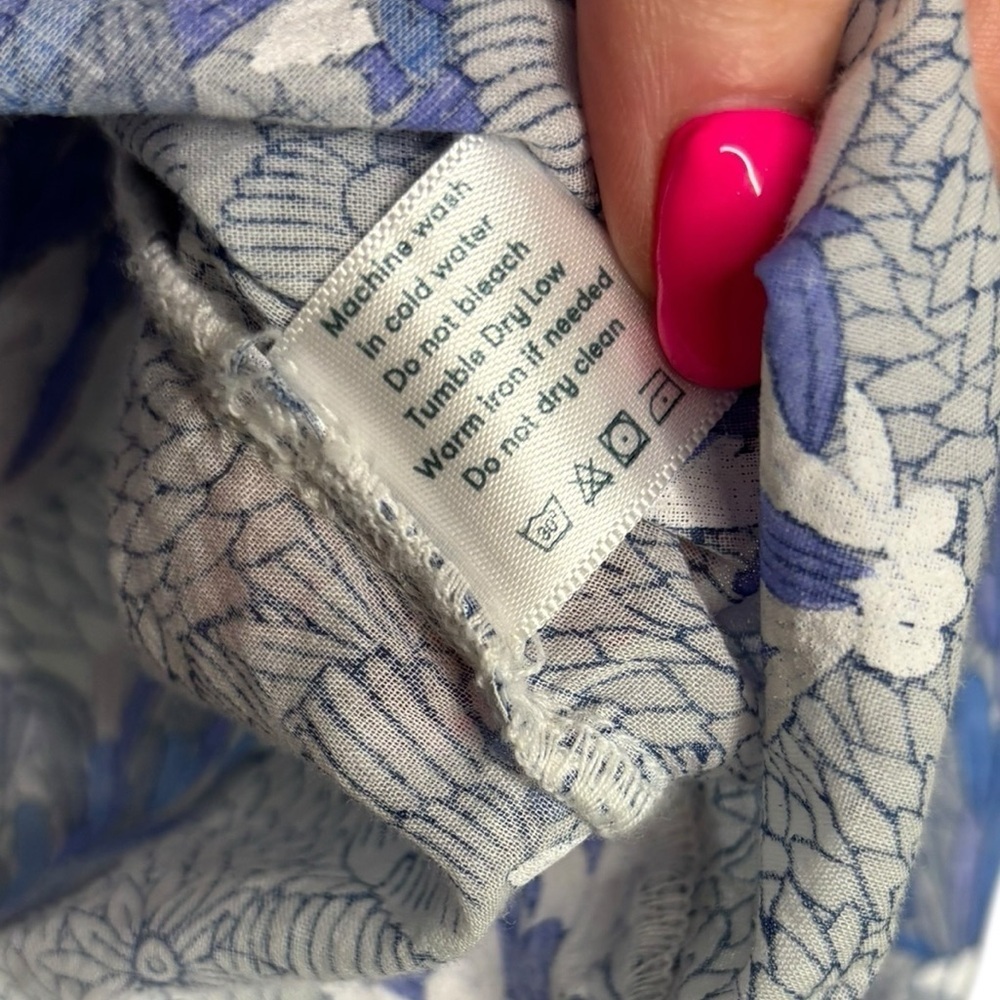 Machine wash
in cold water
Do not bleach
Tumble Dry Low
Warm iron if needed
Do not dry clean
30°